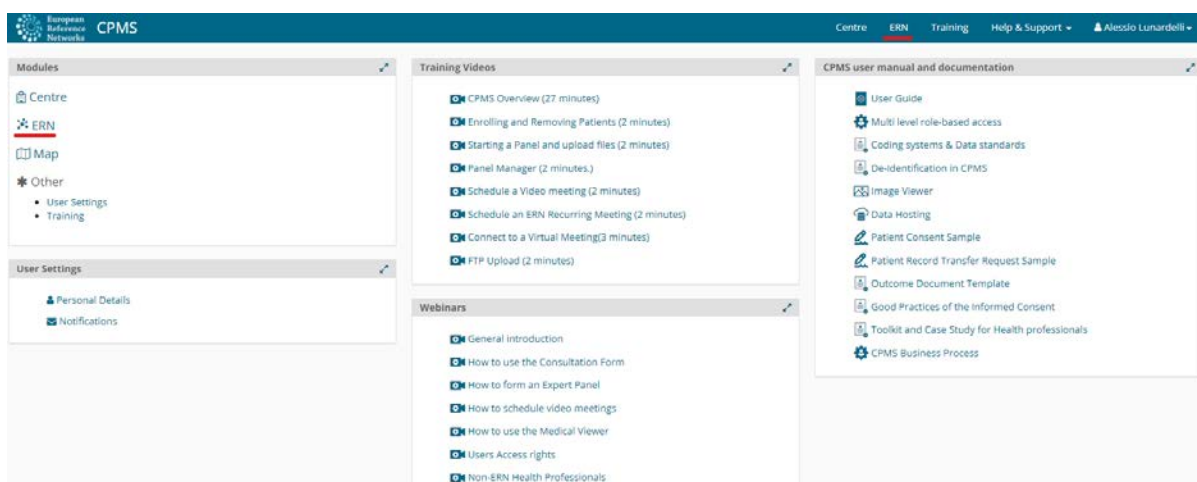 European
Reference
Networks
CPMS
Centre
ERN
Training
Help & Support
Alessio Lunardelli
Modules
Centre
ERN
Map
Other
User Settings
Training
User Settings
Personal Details
Notifications
Training Videos
CPMS Overview (27 minutes)
Enrolling and Removing Patients (2 minutes)
Starting a Panel and upload files (2 minutes)
Panel Manager (2 minutes.)
Schedule a Video meeting (2 minutes)
Schedule an ERN Recurring Meeting (2 minutes)
Connect to a Virtual Meeting(3 minutes)
FTP Upload (2 minutes)
Webinars
General introduction
How to use the Consultation Form
How to form an Expert Panel
How to schedule video meetings
How to use the Medical Viewer
Users Access rights
Non-ERN Health Professionals
CPMS user manual and documentation
User Guide
Multi level role-based access
Coding systems & Data standards
De-Identification in CPMS
Image Viewer
Data Hosting
Patient Consent Sample
Patient Record Transfer Request Sample
Outcome Document Template
Good Practices of the Informed Consent
Toolkit and Case Study for Health professionals
CPMS Business Process